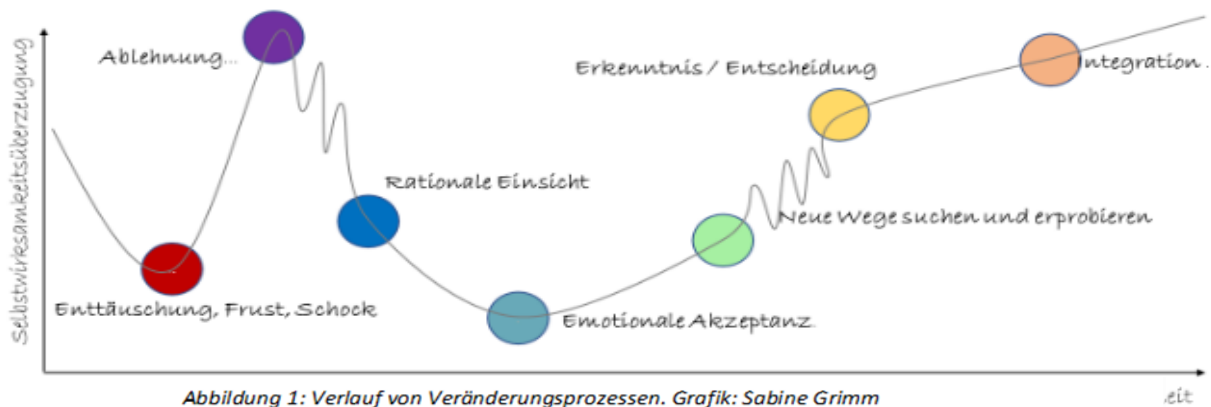 Selbstwirksamkeitsüberzeugung
Ablehnung...
Erkenntnis / Entscheidung
Integration .
Rationale Einsicht
Neue Wege suchen und erprobieren
Enttäuschung, Frust, Schock
Emotionale Akzeptanz
Abbildung 1: Verlauf von Veränderungsprozessen. Grafik: Sabine Grimm
.eit